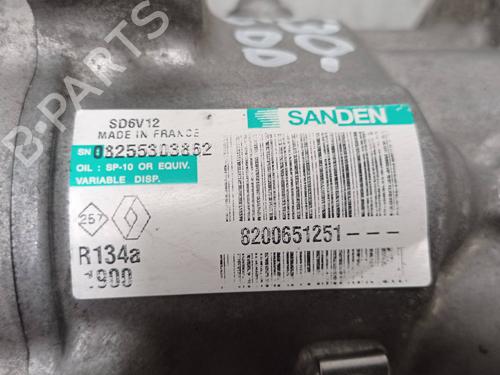 SD6V12
MADE IN FRANCE
SANDEN
SN 08255303862
OIL : SP-10 OR EQUIV.
VARIABLE DISP.
257
8200651251---
R134a
1900
B-PARTS